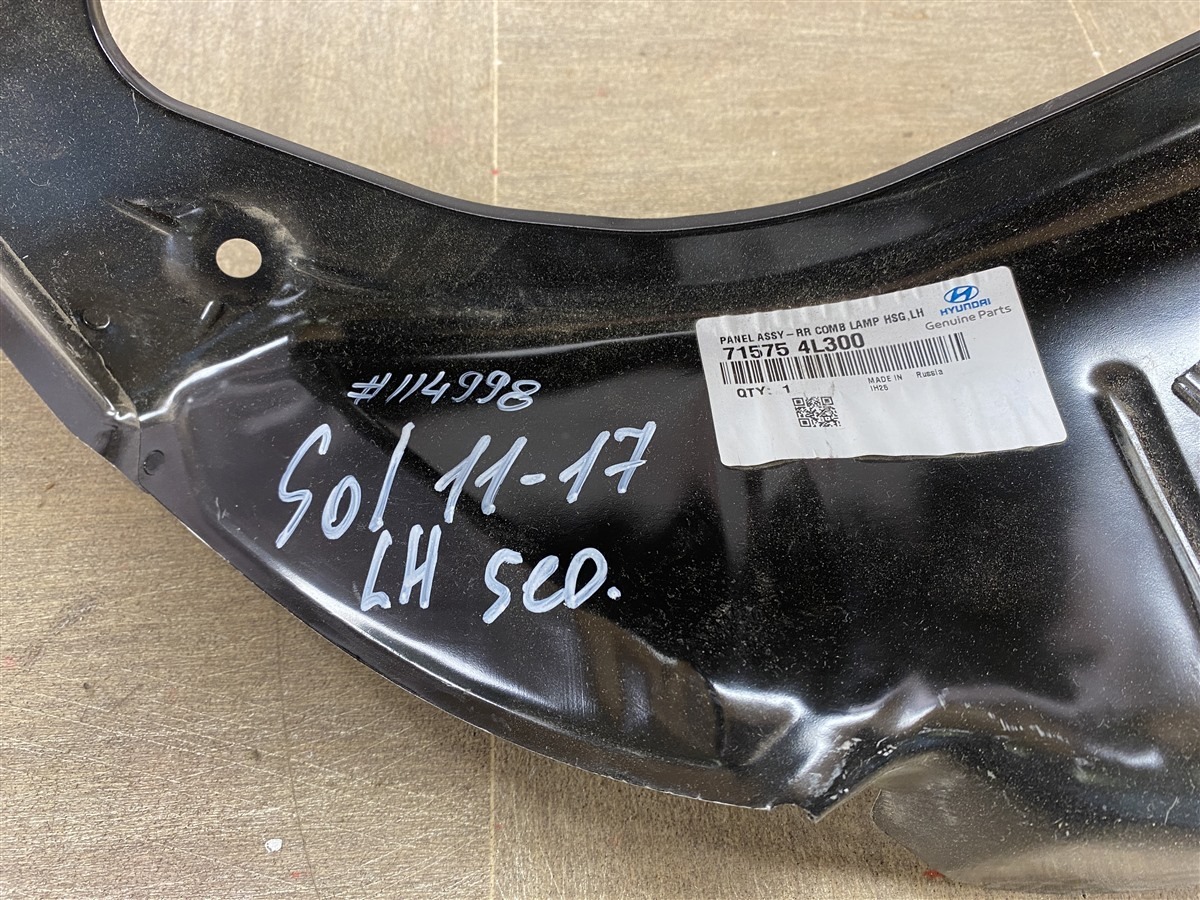 PANEL ASSY-RR COMB LAMP HSG,LH
HYUNDAI
Genuine Parts
71575 4L300
QTY: 1
MADE IN Russia
IH25
#114998
Sol 11-17
LH SED.